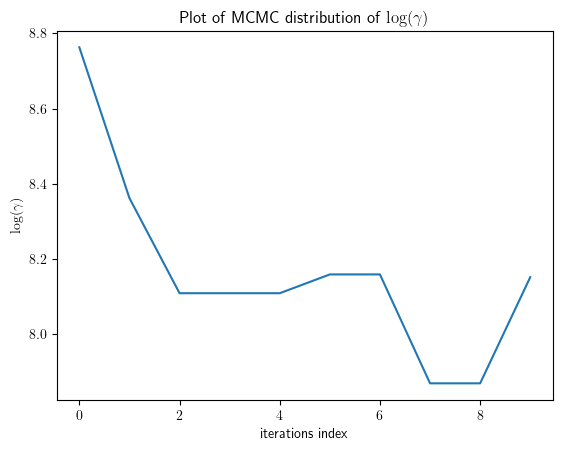 Plot of MCMC distribution of log(γ)
8.8
8.6
8.4
8.2
8.0
log(γ)
0 2 4 6 8
iterations index